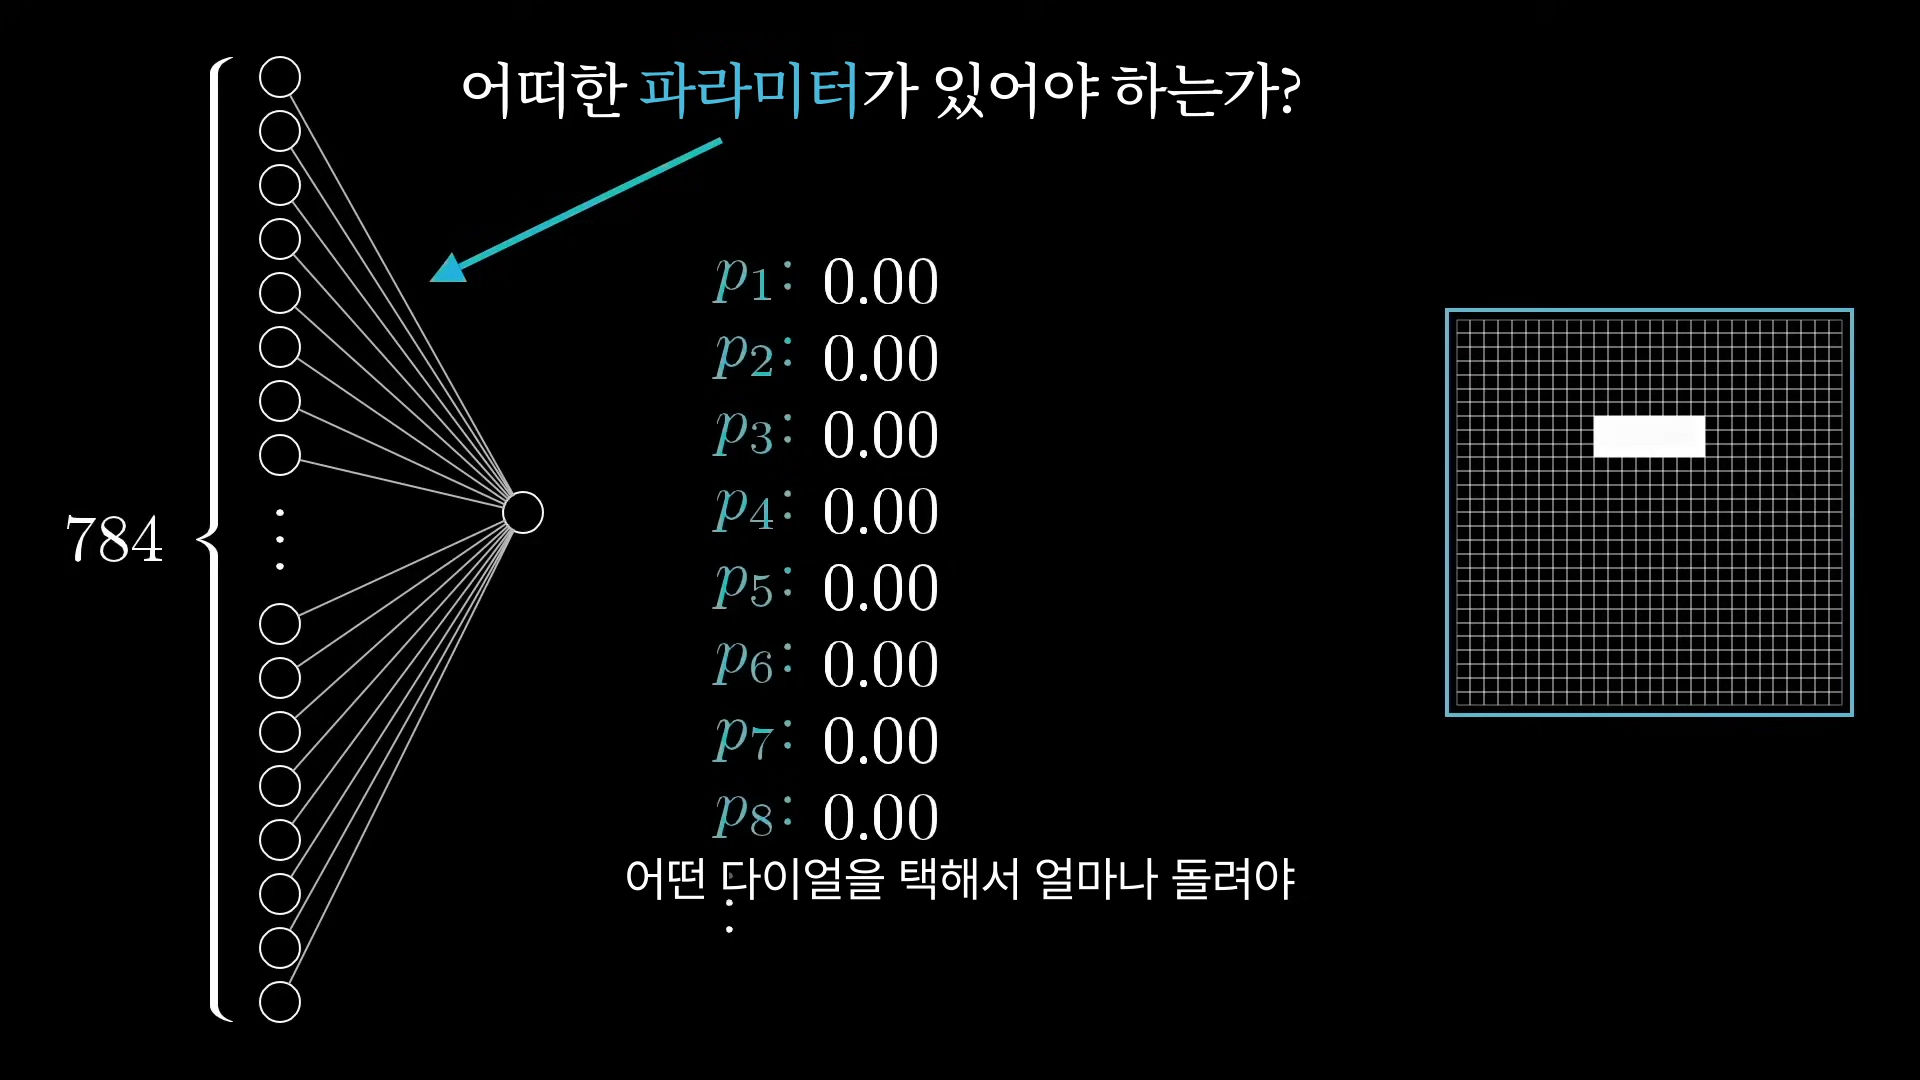 어떠한 파라미터가 있어야 하는가?
784
p1: 0.00
p2: 0.00
p3: 0.00
p4: 0.00
p5: 0.00
p6: 0.00
p7: 0.00
p8: 0.00
어떤 다이얼을 택해서 얼마나 돌려야